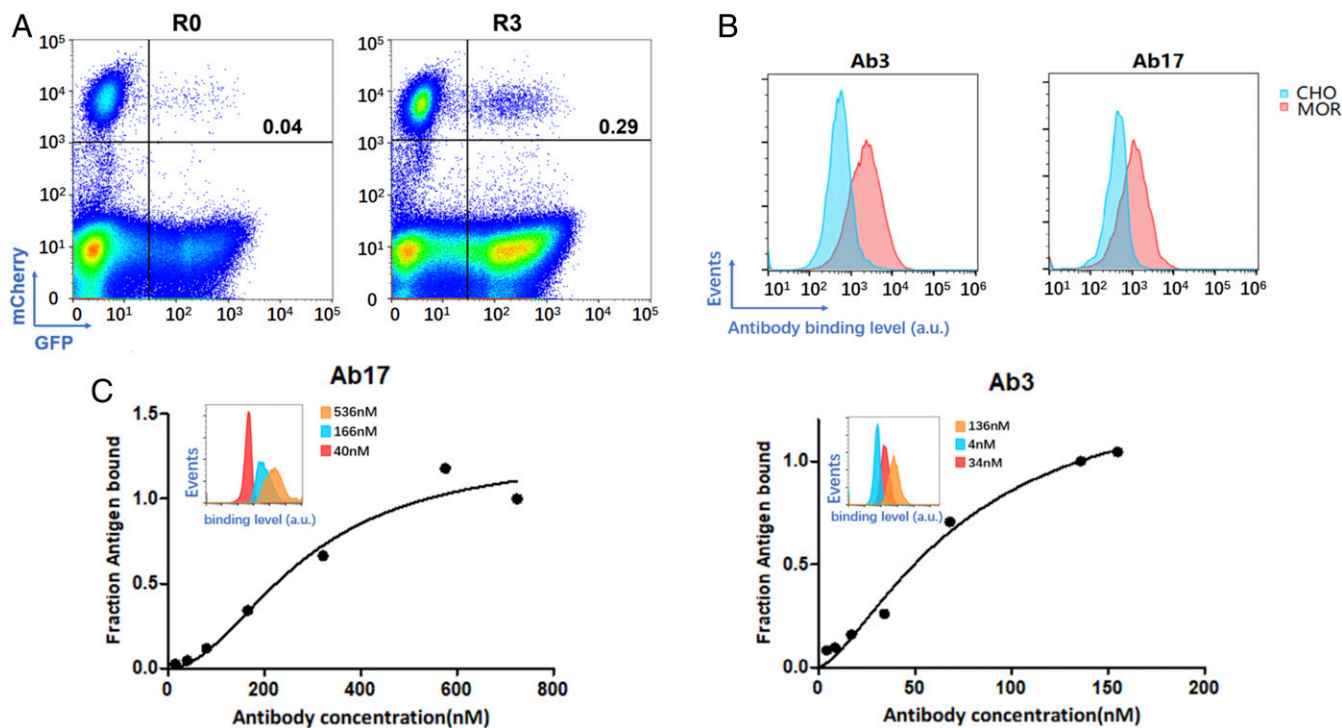 A
R0
R3
10⁵
10⁴
10³
10²
10¹
0
0.04
0 10¹ 10² 10³ 10⁴ 10⁵
mCherry
GFP
10⁵
10⁴
10³
10²
10¹
0
0.29
0 10¹ 10² 10³ 10⁴ 10⁵
B
Ab3
Ab17
CHO
MOR
10¹ 10² 10³ 10⁴ 10⁵ 10⁶
10¹ 10² 10³ 10⁴ 10⁵ 10⁶
Events
Antibody binding level (a.u.)
C
Ab17
536nM
166nM
40nM
Events
binding level (a.u.)
Fraction Antigen bound
1.5
1.0
0.5
0.0
0 200 400 600 800
Antibody concentration(nM)
Ab3
136nM
4nM
34nM
Events
binding level (a.u.)
Fraction Antigen bound
1.0
0.5
0.0
0 50 100 150 200
Antibody concentration(nM)